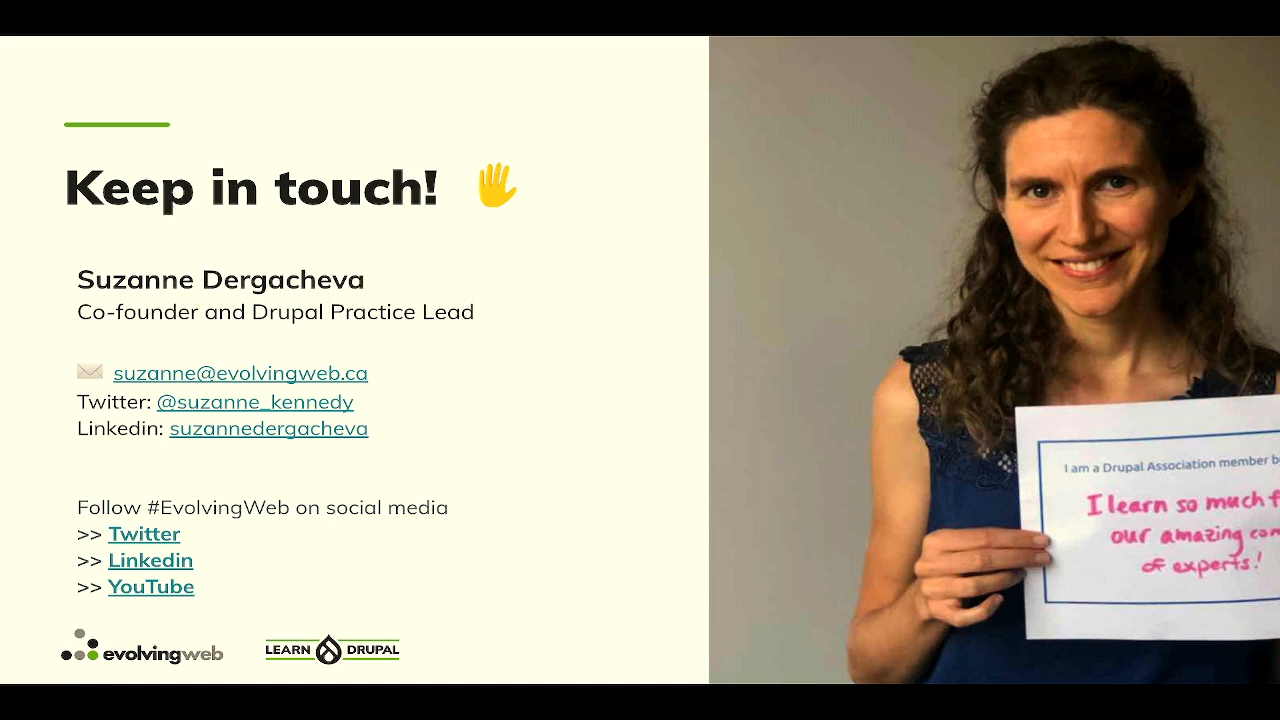 Keep in touch!
Suzanne Dergacheva
Co-founder and Drupal Practice Lead
suzanne@evolvingweb.ca
Twitter: @suzanne_kennedy
Linkedin: suzannedergacheva
Follow #EvolvingWeb on social media
>> Twitter
>> Linkedin
>> YouTube
evolvingweb
LEARN DRUPAL
I am a Drupal Association member
I learn so much
our amazing
of experts!